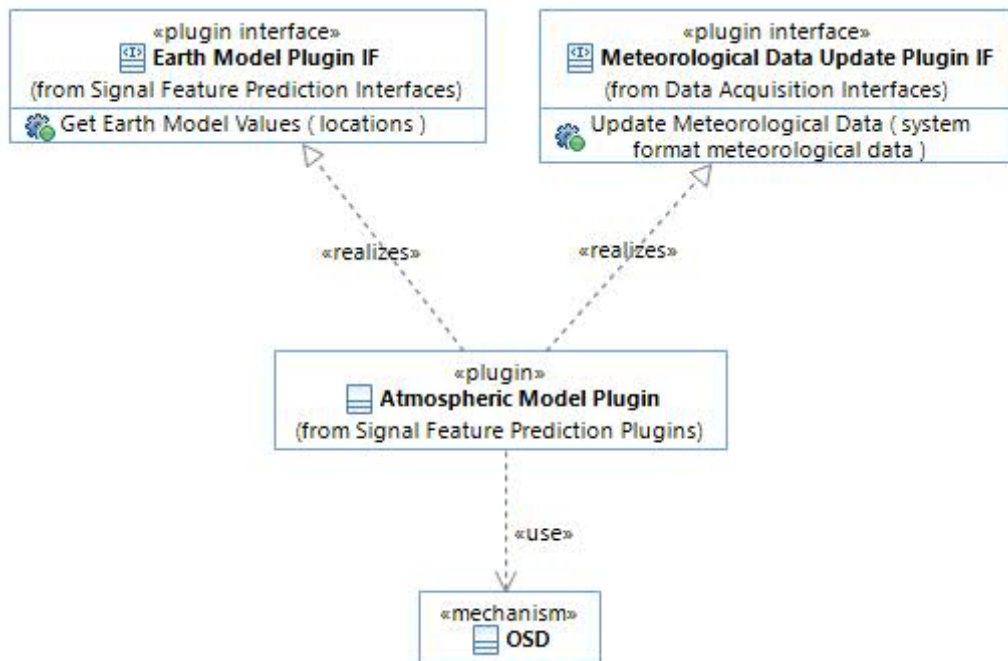 «plugin interface»
Earth Model Plugin IF
(from Signal Feature Prediction Interfaces)
Get Earth Model Values ( locations )
«plugin interface»
Meteorological Data Update Plugin IF
(from Data Acquisition Interfaces)
Update Meteorological Data ( system
format meteorological data )
«realizes»
«realizes»
«plugin»
Atmospheric Model Plugin
(from Signal Feature Prediction Plugins)
«use»
«mechanism»
OSD